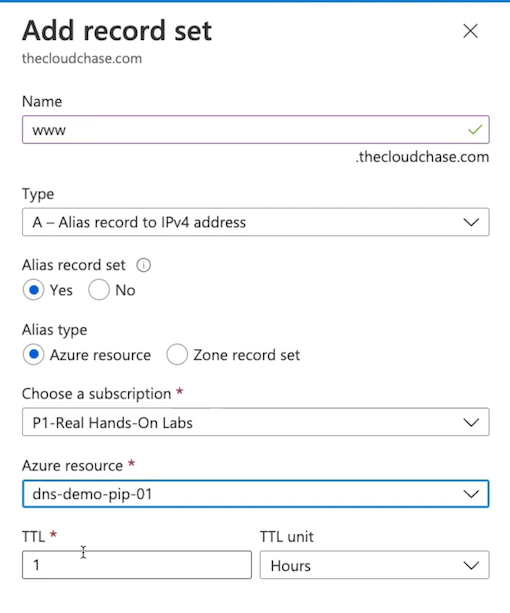 Add record set
thecloudchase.com
Name
www
.thecloudchase.com
Type
A – Alias record to IPv4 address
Alias record set
Yes No
Alias type
Azure resource Zone record set
Choose a subscription *
P1-Real Hands-On Labs
Azure resource *
dns-demo-pip-01
TTL * TTL unit
1 Hours